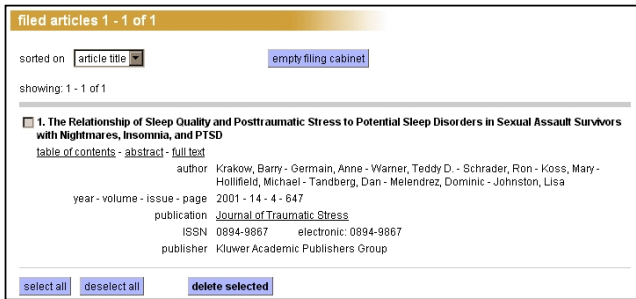 filed articles 1 - 1 of 1
sorted on article title empty filing cabinet
showing: 1 - 1 of 1
1. The Relationship of Sleep Quality and Posttraumatic Stress to Potential Sleep Disorders in Sexual Assault Survivors
with Nightmares, Insomnia, and PTSD
table of contents - abstract - full text
author Krakow, Barry - Germain, Anne - Warner, Teddy D. - Schrader, Ron - Koss, Mary -
Hollifield, Michael - Tandberg, Dan - Melendrez, Dominic - Johnston, Lisa
year - volume - issue - page 2001 - 14 - 4 - 647
publication Journal of Traumatic Stress
ISSN 0894-9867 electronic: 0894-9867
publisher Kluwer Academic Publishers Group
select all deselect all delete selected